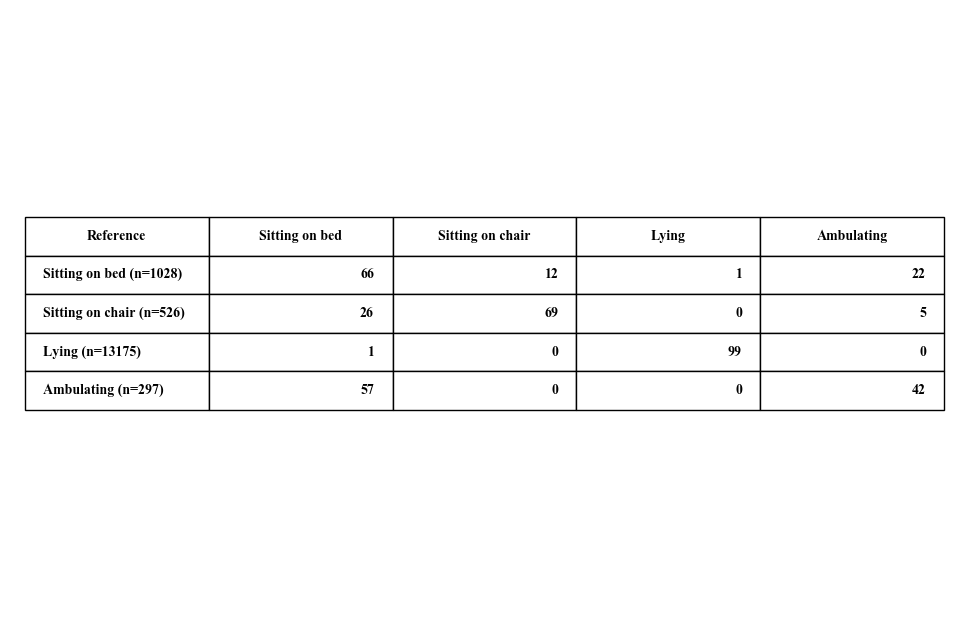 Reference Sitting on bed Sitting on chair Lying Ambulating
Sitting on bed (n=1028) 66 12 1 22
Sitting on chair (n=526) 26 69 0 5
Lying (n=13175) 1 0 99 0
Ambulating (n=297) 57 0 0 42